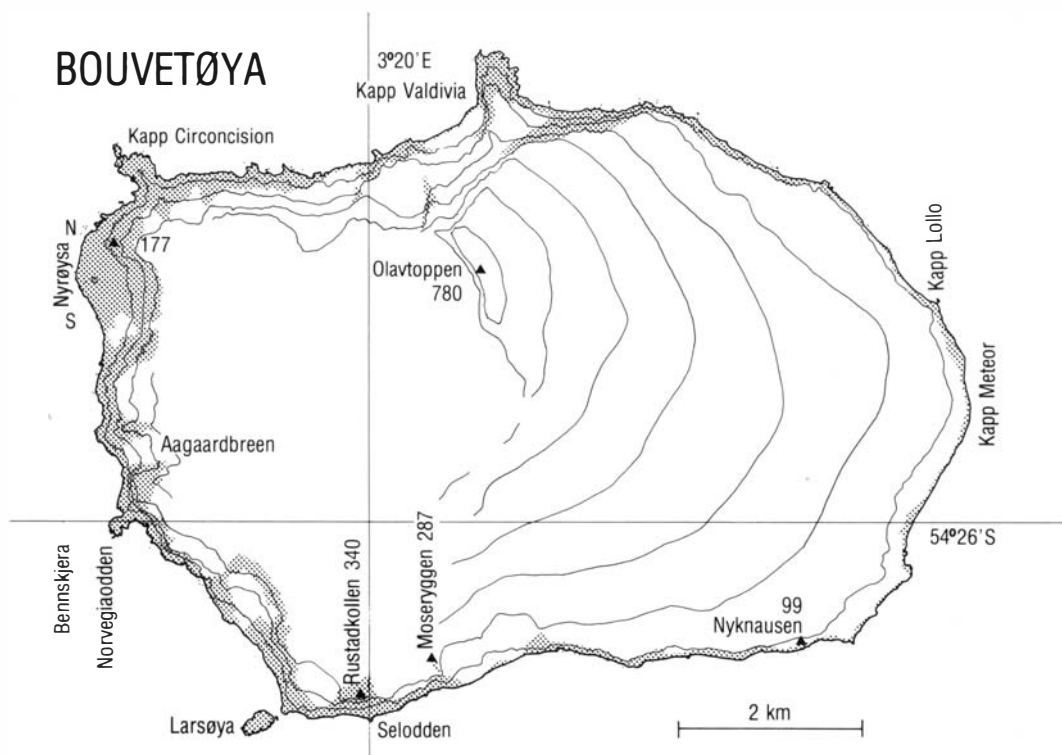 BOUVETØYA
3º20'E
Kapp Valdivia
Kapp Circoncision
N
177
Nyrøysa
S
Olavtoppen
780
Kapp Lollo
Kapp Meteor
Aagaardbreen
54º26'S
Bennskjera
Norvegiaodden
Rustadkollen 340
Moseryggen 287
99
Nyknausen
Larsøya
Selodden
2 km